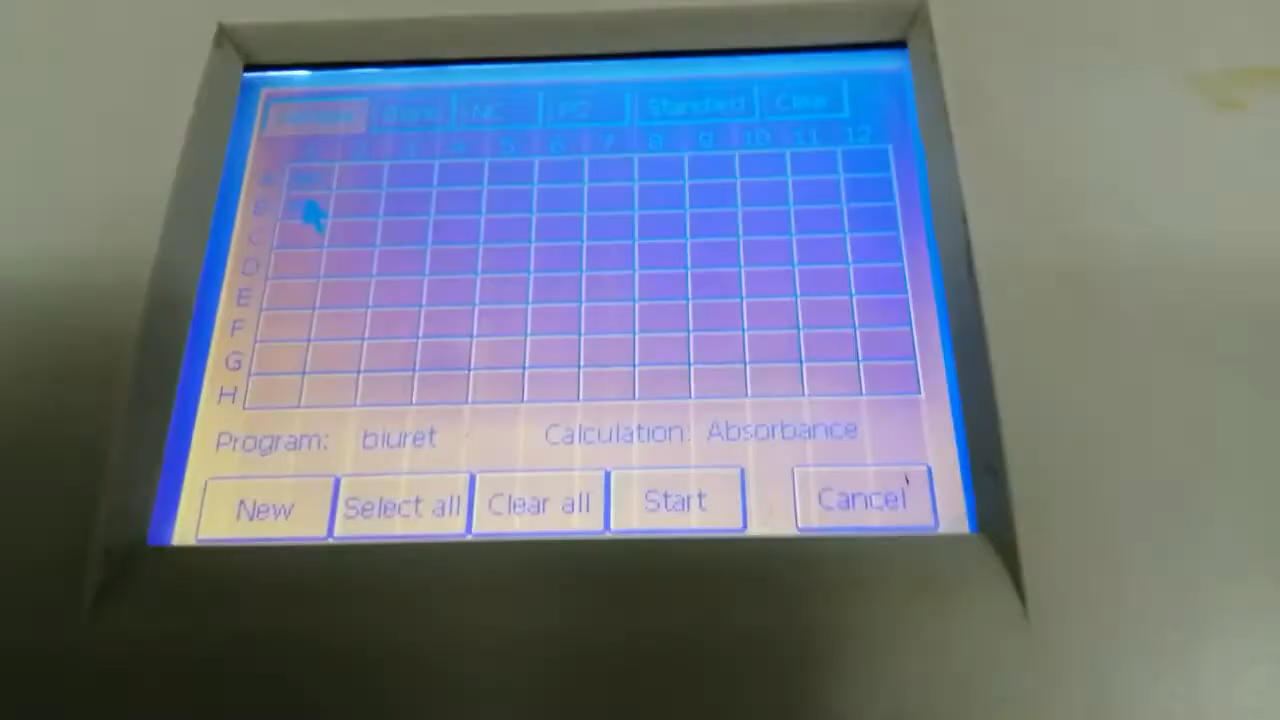 NC Standard Clear
5 6 7 8 9 10 11 12
B
C
D
E
F
G
H
Program: biuret Calculation: Absorbance
New Select all Clear all Start Cancel